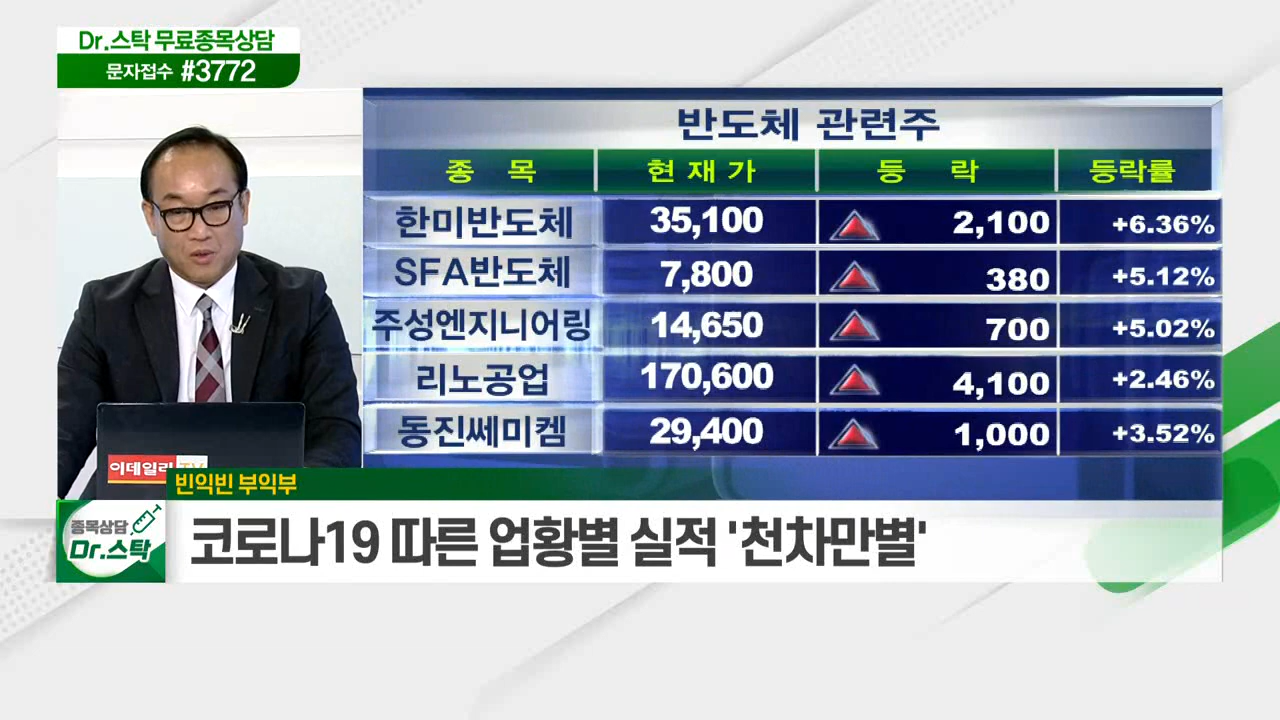 Dr.스탁 무료종목상담
문자접수 #3772
반도체 관련주
종 목 현 재 가 등 락 등락률
한미반도체 35,100 ▲ 2,100 +6.36%
SFA반도체 7,800 ▲ 380 +5.12%
주성엔지니어링 14,650 ▲ 700 +5.02%
리노공업 170,600 ▲ 4,100 +2.46%
동진쎄미켐 29,400 ▲ 1,000 +3.52%
이데일리 TV
빈익빈 부익부
종목상담
Dr.스탁
코로나19 따른 업황별 실적 '천차만별'